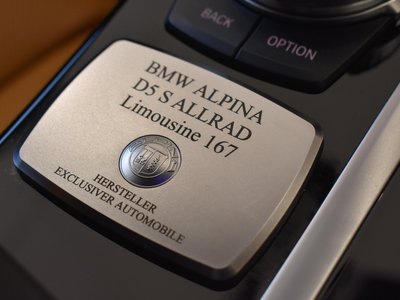 BACK
OPTION
BMW ALPINA
D5 S ALLRAD
Limousine 167
HERSTELLER
EXCLUSIVER AUTOMOBILE